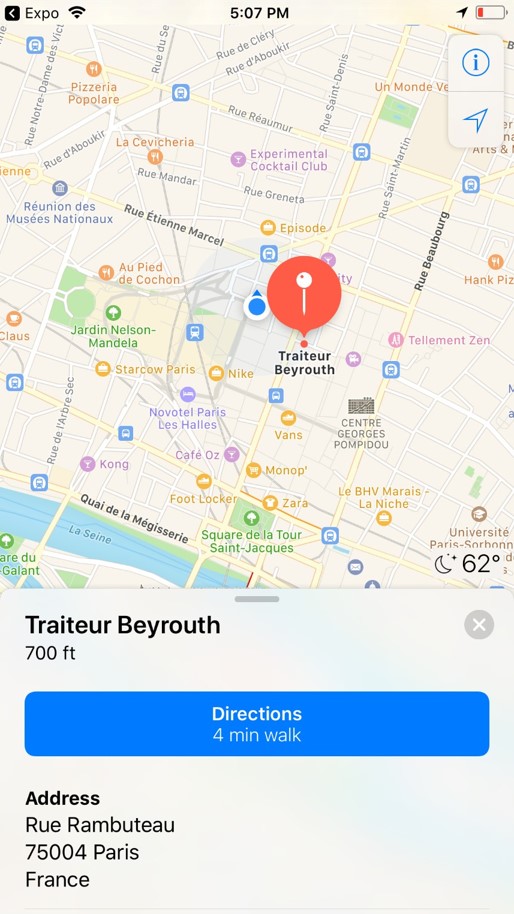 Expo
5:07 PM
Rue de Cléry
Rue d'Aboukir
Rue Notre-Dame des Vict
Rue du Se
Rue Saint-Denis
Pizzeria
Popolare
Un Monde Ve
Rue Réaumur
Rue d'Aboukir
La Cevicheria
Experimental
Cocktail Club
Rue Saint-Martin
Arts & M
ienne
Rue Mandar
Rue Greneta
Réunion des
Musées Nationaux
Rue Étienne Marcel
Episode
Rue Beaubourg
Au Pied
de Cochon
ity
Hank Piz
Claus
Jardin Nelson-
Mandela
Tellement Zen
Traiteur
Beyrouth
Starcow Paris
Nike
Rue de l'Arbre Sec
Novotel Paris
Les Halles
Vans
CENTRE
GEORGES
POMPIDOU
Café Oz
Kong
Monop'
Foot Locker
Zara
Le BHV Marais -
La Niche
Quai de la Mégisserie
La Seine
Square de la Tour
Saint-Jacques
Université
Paris-Sorbonn
are du
-Galant
62°
Traiteur Beyrouth
700 ft
Directions
4 min walk
Address
Rue Rambuteau
75004 Paris
France